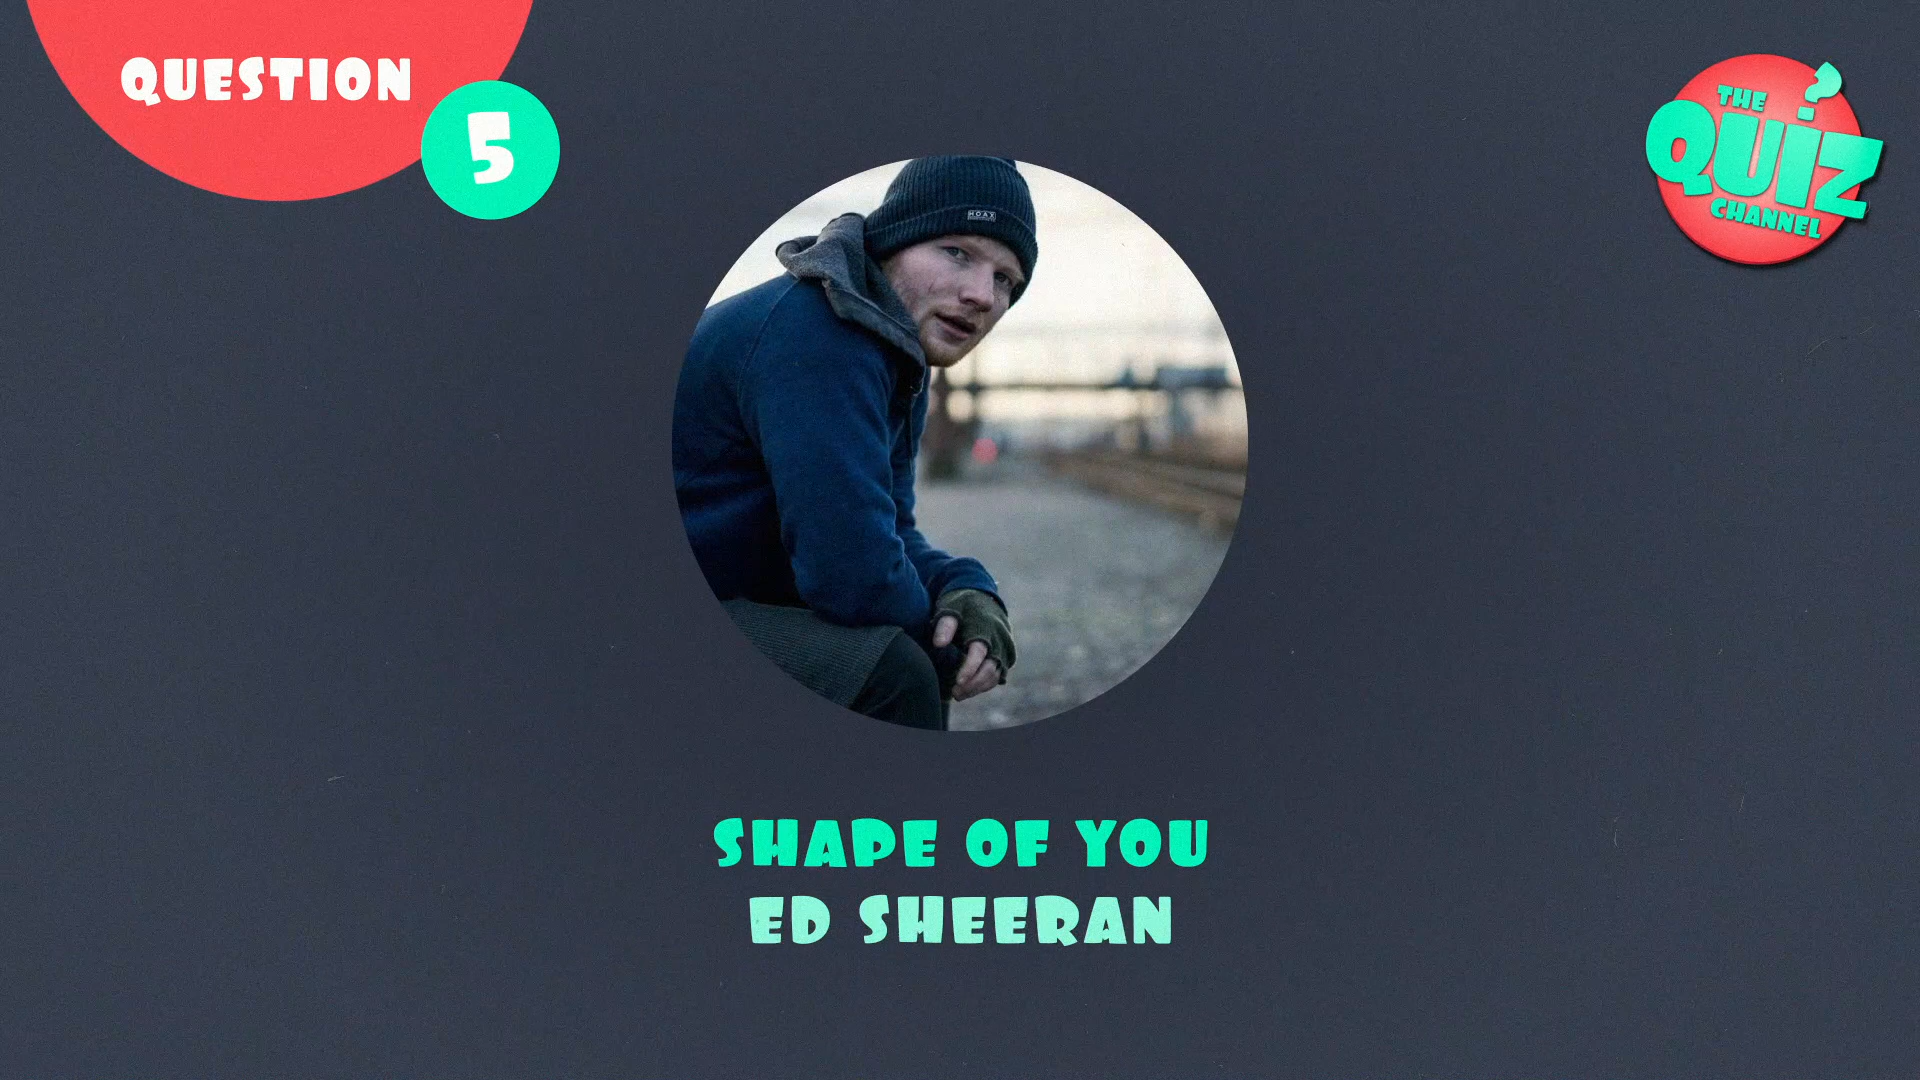 QUESTION
5
THE
QUIZ
CHANNEL
?
HOAX
SHAPE OF YOU
ED SHEERAN